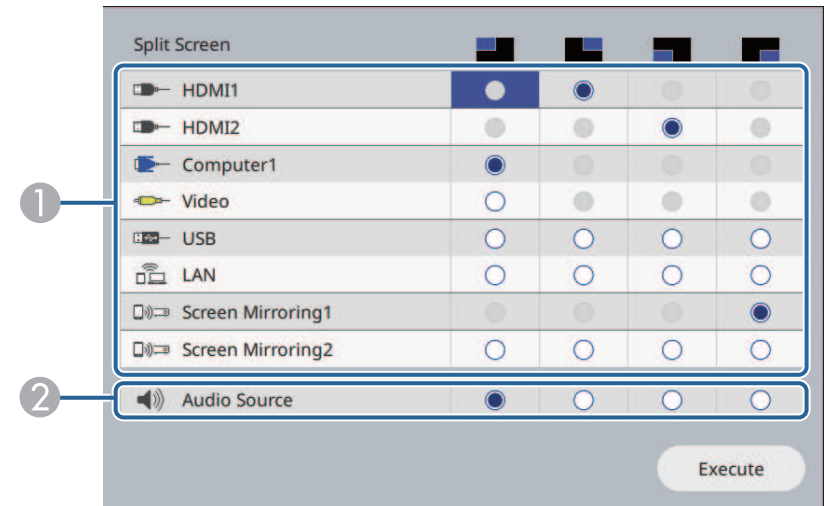 Split Screen
HDMI1
HDMI2
Computer1
1
Video
USB
LAN
Screen Mirroring1
Screen Mirroring2
2
Audio Source
Execute